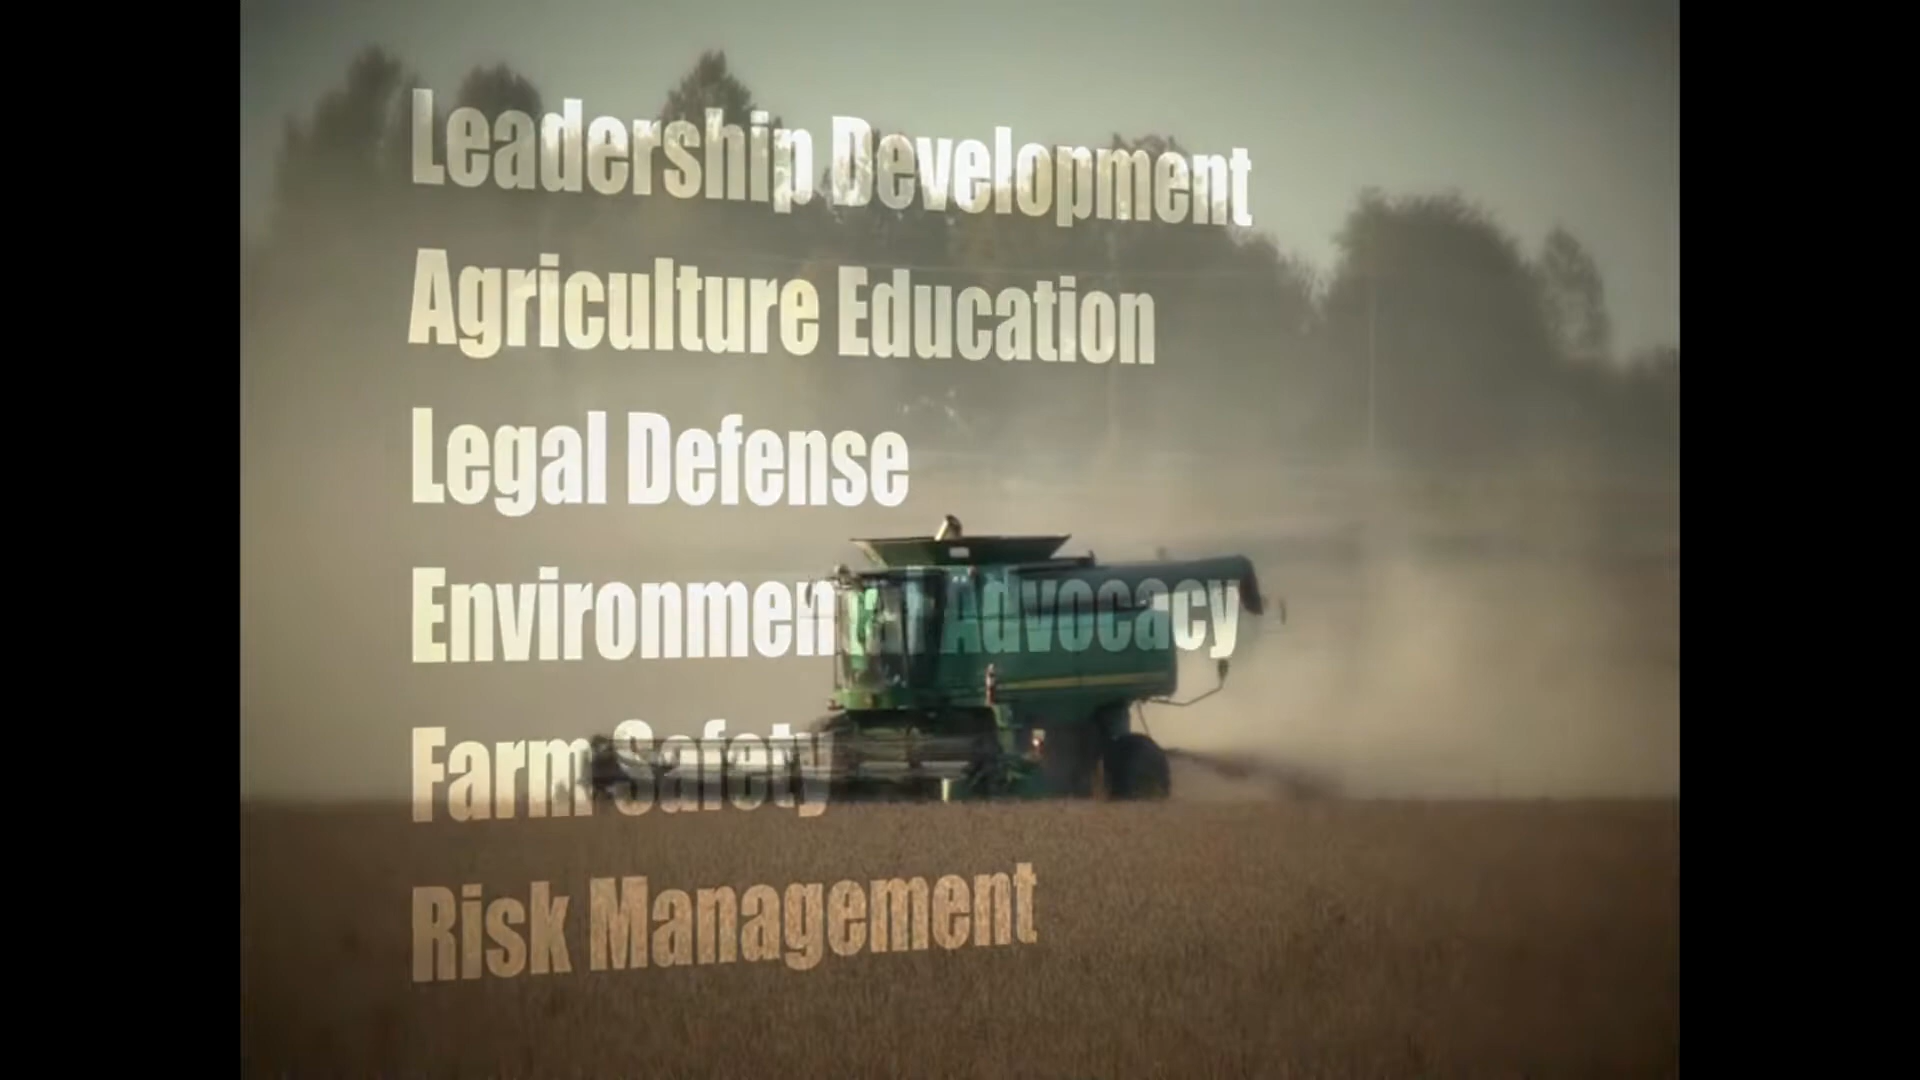 Leadership Development
Agriculture Education
Legal Defense
Environmental Advocacy
Farm Safety
Risk Management